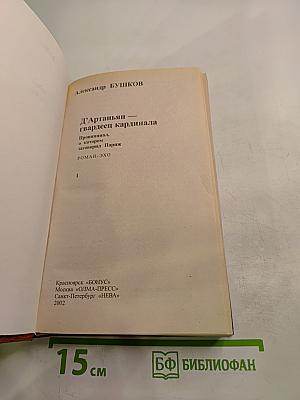 Александр БУШКОВ
Д'Артаньян —
гвардеец кардинала
Провинциал,
о котором
заговорил Париж
РОМАН-ЭХО
1
Красноярск «БОНУС»
Москва «ОЛМА-ПРЕСС»
Санкт-Петербург «НЕВА»
2002
15 см
БФ БИБЛИОФАН